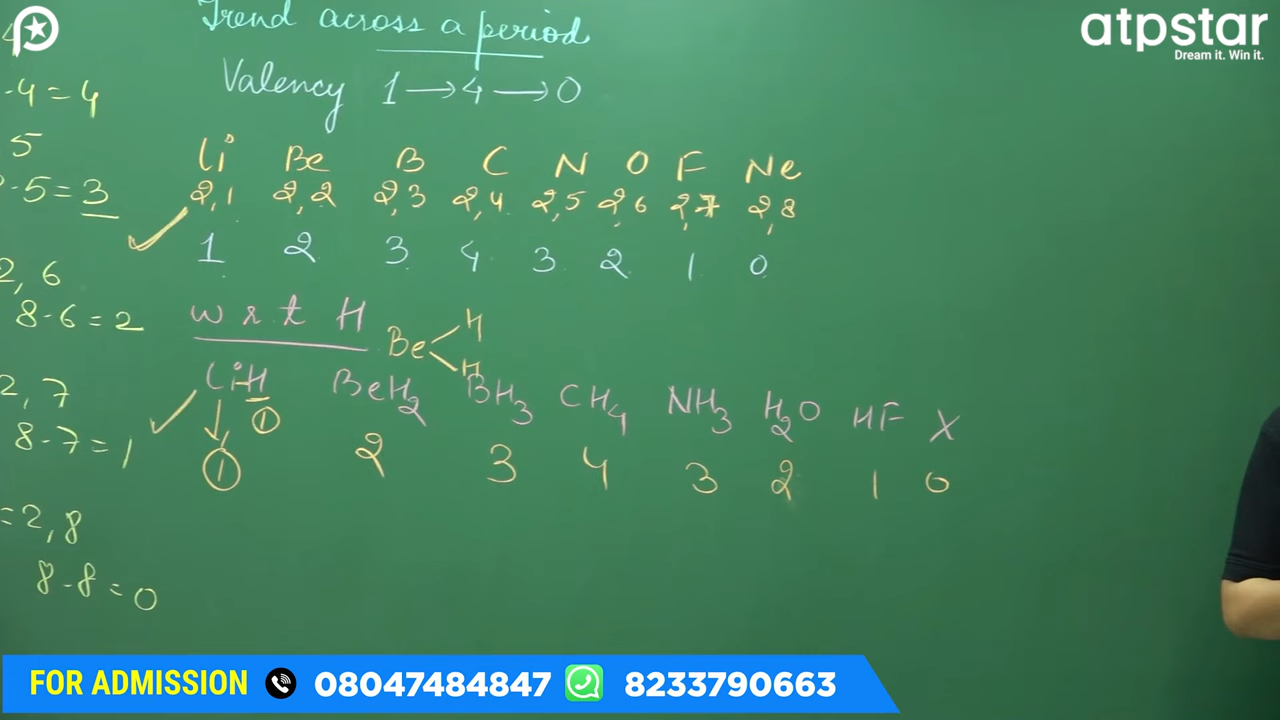 Trend across a period
atpstar
Dream it. Win it.
Valency 1 → 4 → 0
-4 = 4
5
-5 = 3
Li Be B C N O F Ne
2,1 2,2 2,3 2,4 2,5 2,6 2,7 2,8
1 2 3 4 3 2 1 0
2, 6
8-6 = 2
w r t H
Be H H
LiH BeH2 BH3 CH4 NH3 H2O HF X
1
1 2 3 4 3 2 1 0
2, 7
8-7 = 1
= 2, 8
8-8 = 0
FOR ADMISSION 08047484847 8233790663